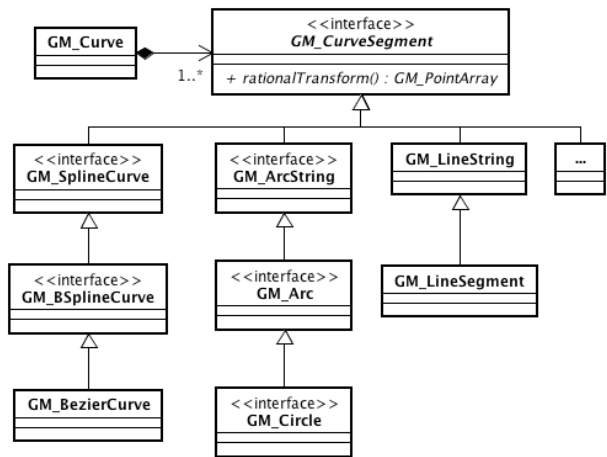 <<interface>>
GM_CurveSegment
GM_Curve
1..*
+ rationalTransform() : GM_PointArray
<<interface>>
GM_SplineCurve
<<interface>>
GM_ArcString
GM_LineString
...
<<interface>>
GM_BSplineCurve
<<interface>>
GM_Arc
GM_LineSegment
GM_BezierCurve
<<interface>>
GM_Circle